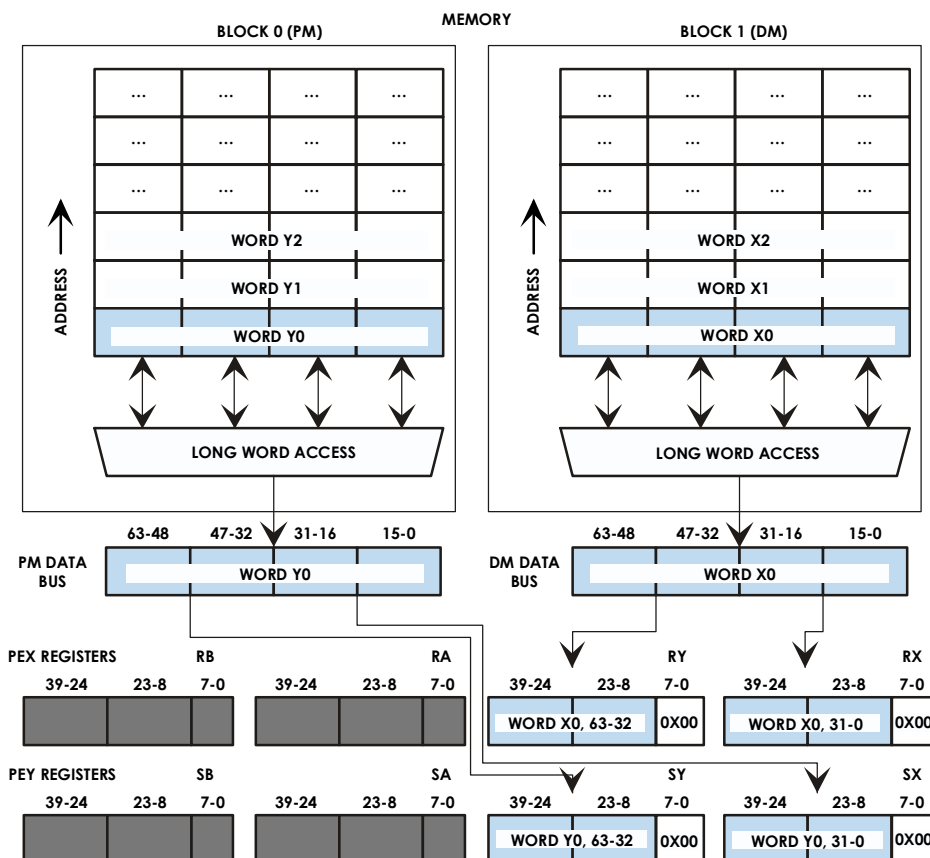 MEMORY
BLOCK 0 (PM) BLOCK 1 (DM)
... ... ... ... ... ... ... ...
... ... ... ... ... ... ... ...
... ... ... ... ... ... ... ...
WORD Y2 WORD X2
WORD Y1 WORD X1
ADDRESS ADDRESS
WORD Y0 WORD X0
LONG WORD ACCESS LONG WORD ACCESS
63-48 47-32 31-16 15-0 63-48 47-32 31-16 15-0
PM DATA BUS WORD Y0 DM DATA BUS WORD X0
PEX REGISTERS RB RA RY RX
39-24 23-8 7-0 39-24 23-8 7-0 39-24 23-8 7-0 39-24 23-8 7-0
WORD X0, 63-32 0X00 WORD X0, 31-0 0X00
PEY REGISTERS SB SA SY SX
39-24 23-8 7-0 39-24 23-8 7-0 39-24 23-8 7-0 39-24 23-8 7-0
WORD Y0, 63-32 0X00 WORD Y0, 31-0 0X00